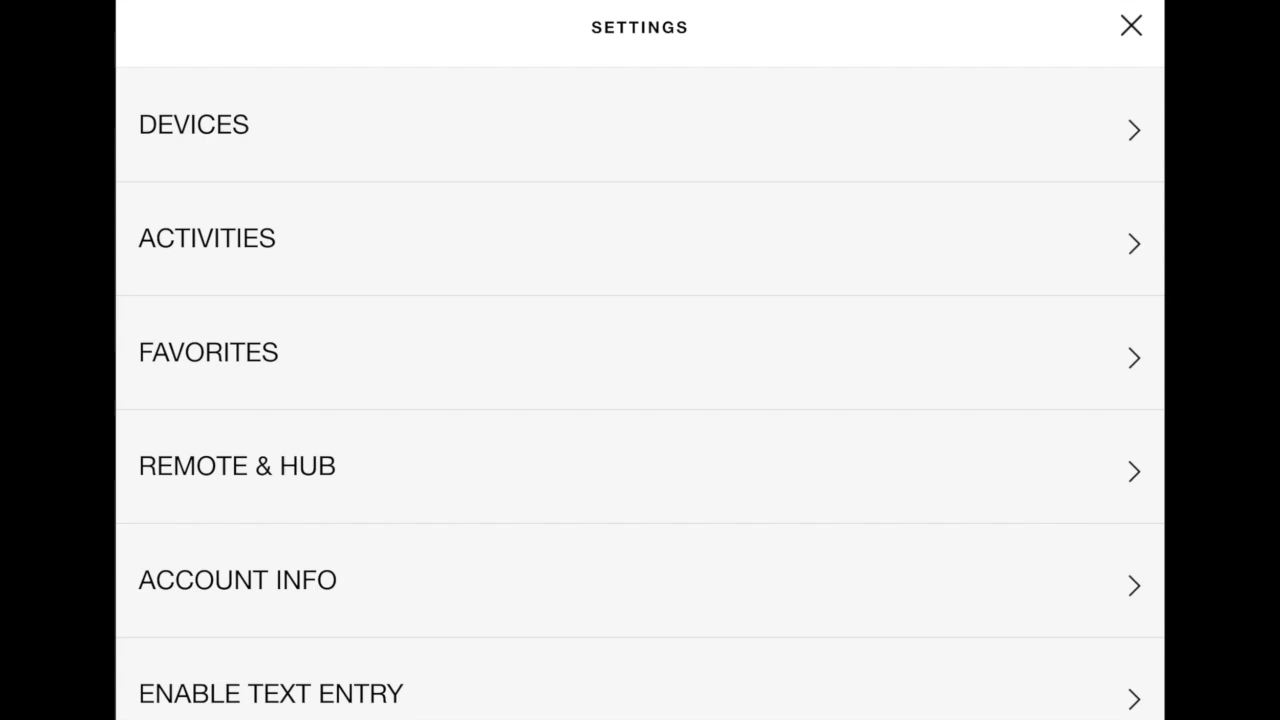 SETTINGS
DEVICES
ACTIVITIES
FAVORITES
REMOTE & HUB
ACCOUNT INFO
ENABLE TEXT ENTRY